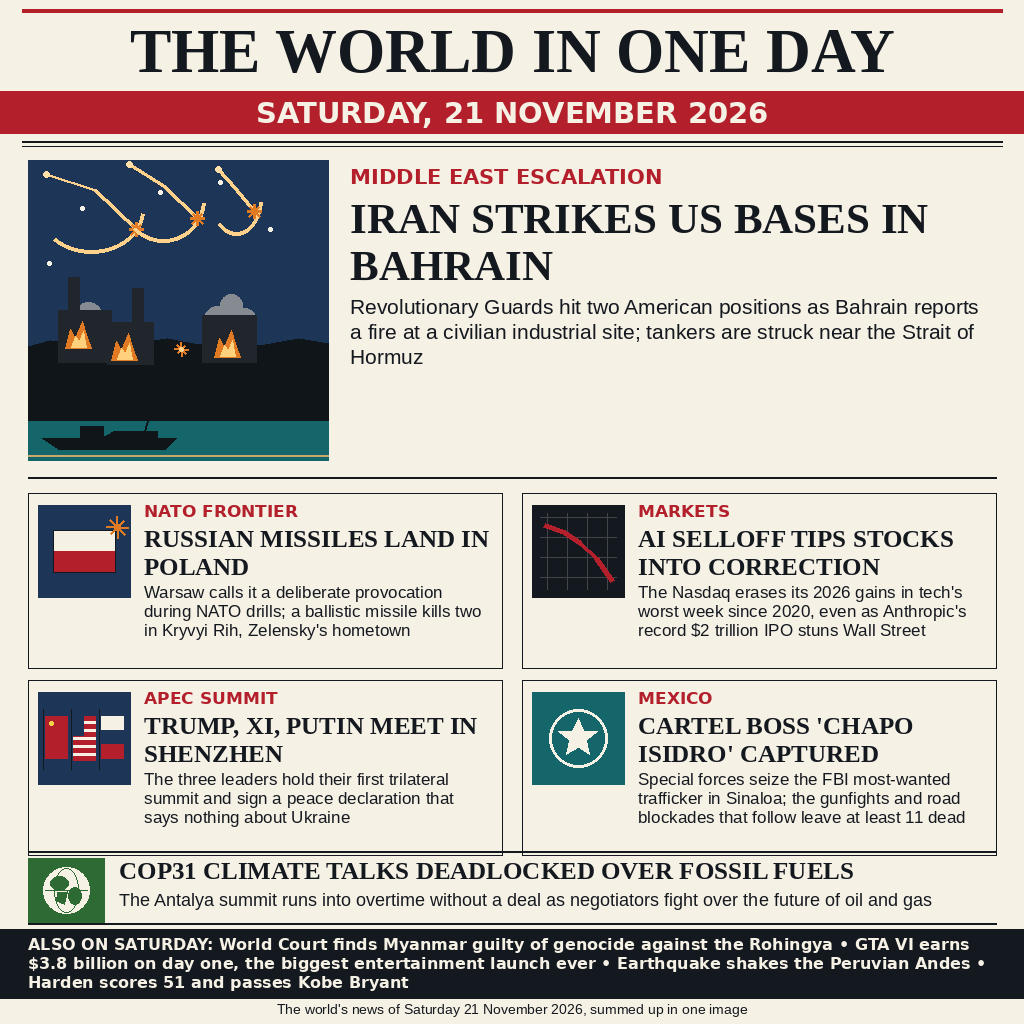 THE WORLD IN ONE DAY
SATURDAY, 21 NOVEMBER 2026
MIDDLE EAST ESCALATION
IRAN STRIKES US BASES IN
BAHRAIN
Revolutionary Guards hit two American positions as Bahrain reports
a fire at a civilian industrial site; tankers are struck near the Strait of
Hormuz
NATO FRONTIER
RUSSIAN MISSILES LAND IN
POLAND
Warsaw calls it a deliberate provocation
during NATO drills; a ballistic missile kills two
in Kryvyi Rih, Zelensky's hometown
MARKETS
AI SELLOFF TIPS STOCKS
INTO CORRECTION
The Nasdaq erases its 2026 gains in tech's
worst week since 2020, even as Anthropic's
record $2 trillion IPO stuns Wall Street
APEC SUMMIT
TRUMP, XI, PUTIN MEET IN
SHENZHEN
The three leaders hold their first trilateral
summit and sign a peace declaration that
says nothing about Ukraine
MEXICO
CARTEL BOSS 'CHAPO
ISIDRO' CAPTURED
Special forces seize the FBI most-wanted
trafficker in Sinaloa; the gunfights and road
blockades that follow leave at least 11 dead
COP31 CLIMATE TALKS DEADLOCKED OVER FOSSIL FUELS
The Antalya summit runs into overtime without a deal as negotiators fight over the future of oil and gas
ALSO ON SATURDAY: World Court finds Myanmar guilty of genocide against the Rohingya • GTA VI earns
$3.8 billion on day one, the biggest entertainment launch ever • Earthquake shakes the Peruvian Andes •
Harden scores 51 and passes Kobe Bryant
The world's news of Saturday 21 November 2026, summed up in one image